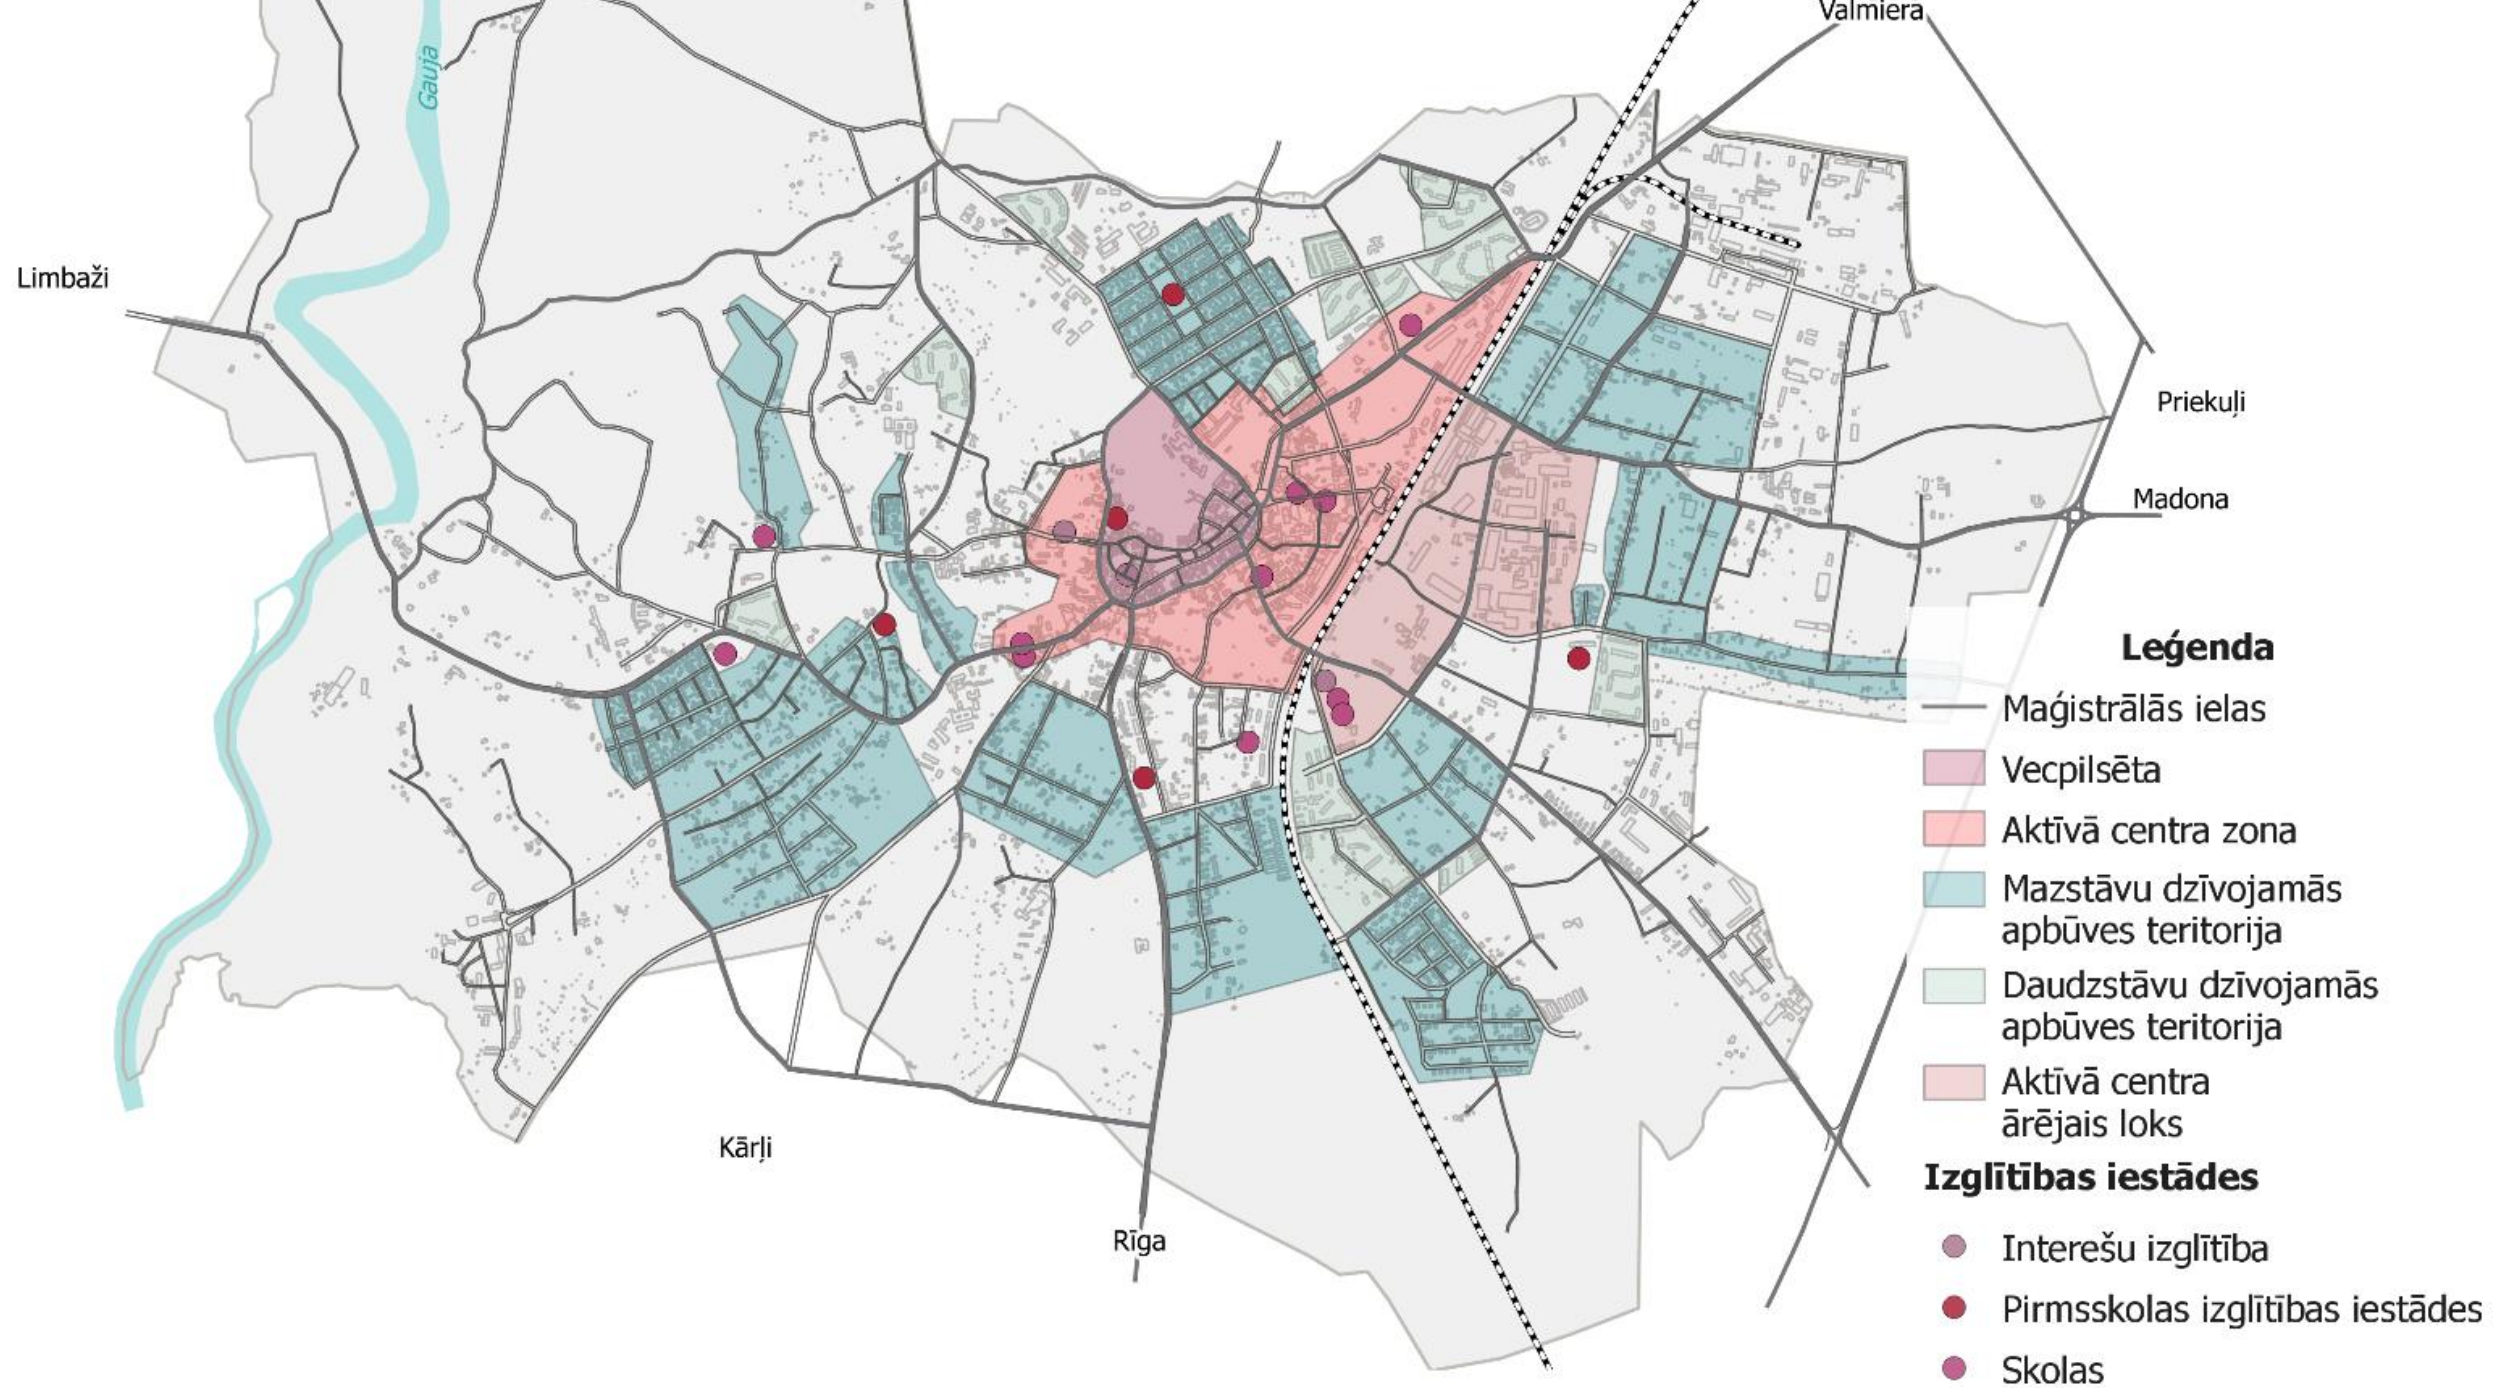 Valmiera
Gauja
Limbaži
Priekuļi
Madona
Kārļi
Rīga
Leģenda
Maģistrālās ielas
Vecpilsēta
Aktīvā centra zona
Mazstāvu dzīvojamās
apbūves teritorija
Daudzstāvu dzīvojamās
apbūves teritorija
Aktīvā centra
ārējais loks
Izglītības iestādes
Interešu izglītība
Pirmsskolas izglītības iestādes
Skolas